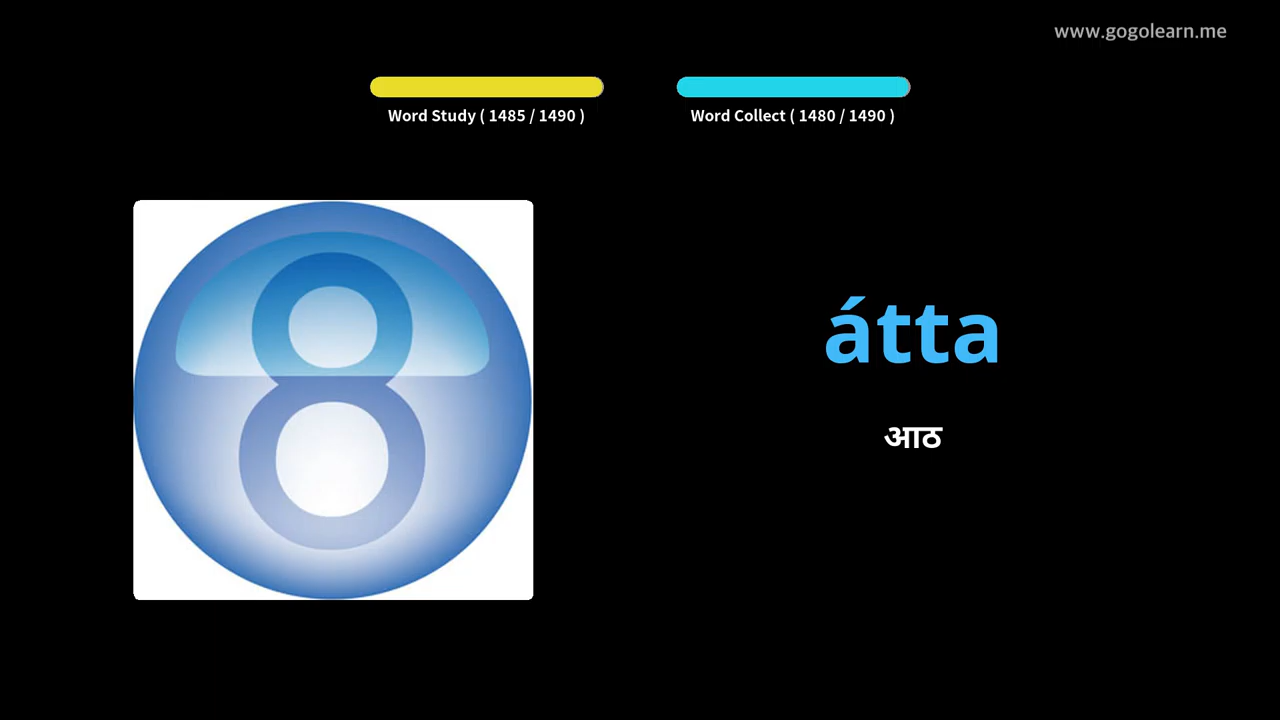 www.gogolearn.me
Word Study ( 1485 / 1490 )
Word Collect ( 1480 / 1490 )
8
átta
आठ